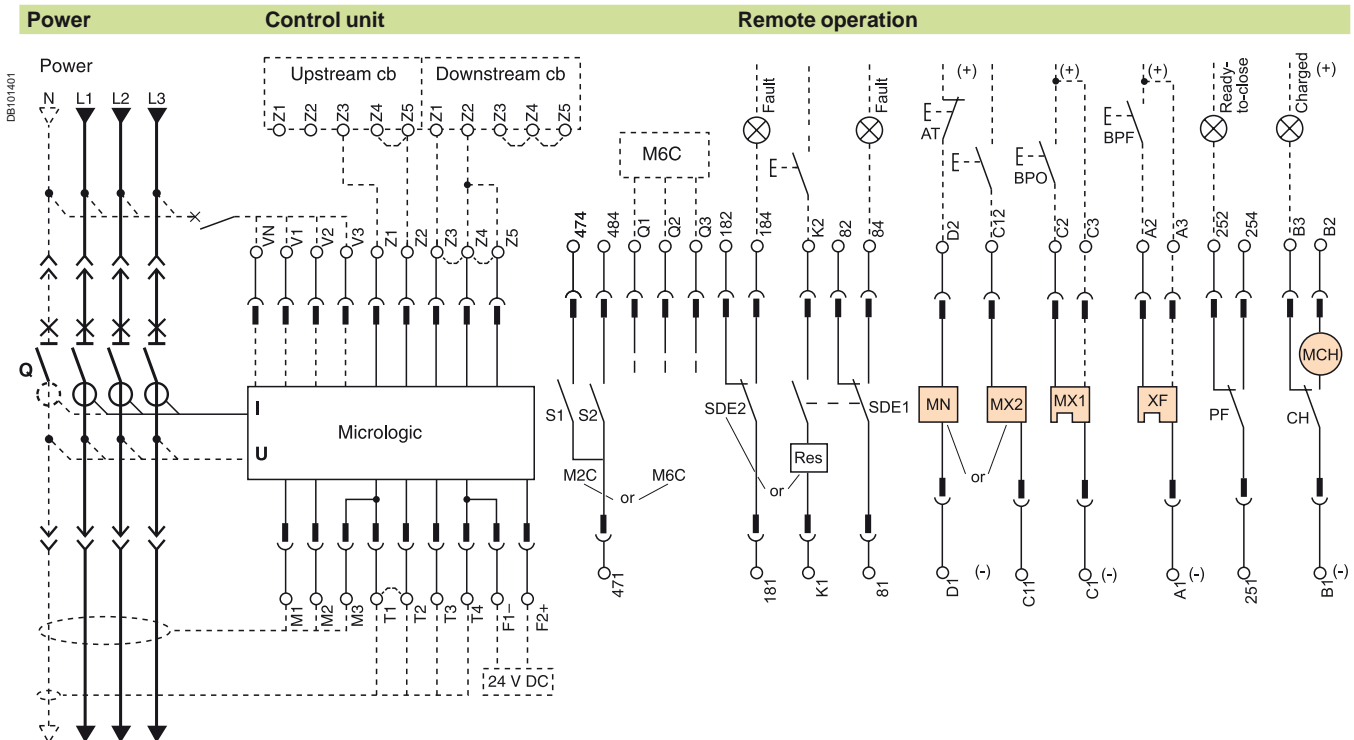 Power Control unit Remote operation
DB101401
Power
N L1 L2 L3
Upstream cb Downstream cb
Z1 Z2 Z3 Z4 Z5 Z1 Z2 Z3 Z4 Z5
M6C
Fault
Fault
(+)
AT
(+)
BPO
(+)
BPF
Ready-
to-close
Charged
(+)
VN V1 V2 V3 Z1 Z2 Z3 Z4 Z5
474 484 Q1 Q2 Q3 182 184 K2 82 84 D2 C12 C2 C3 A2 A3 252 254 B3 B2
MCH
Q
I
U
Micrologic
S1 S2
SDE2
SDE1
Res
MN MX2 MX1 XF
PF
CH
M2C or M6C
or
or
471
181 K1 81 D1 (-) C11 C1 (-) A1 (-) 251 B1 (-)
M1 M2 M3 T1 T2 T3 T4 F1– F2+
24 V DC